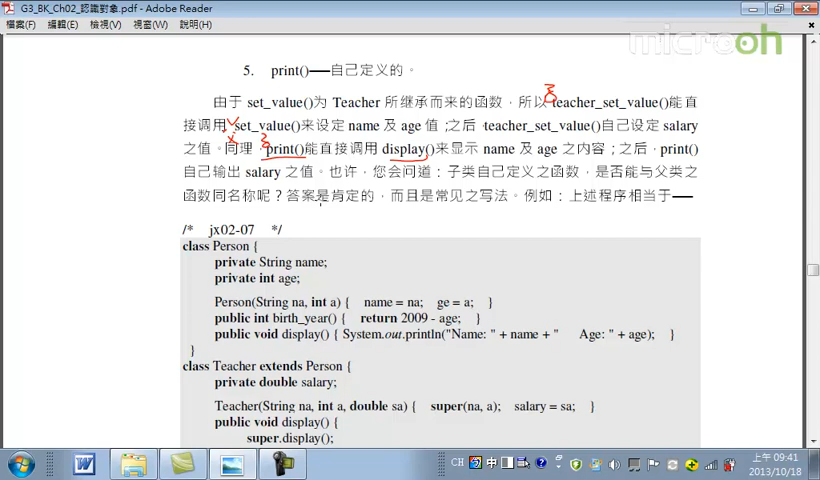 G3_BK_Ch02_認識對象.pdf - Adobe Reader
檔案(F) 編輯(E) 檢視(V) 視窗(W) 說明(H)
microoh
5. print()──自己定义的。
由于 set_value()为 Teacher 所继承而来的函数，所以 teacher_set_value()能直
接调用 set_value()来设定 name 及 age 值；之后 teacher_set_value()自己设定 salary
之值。同理，print()能直接调用 display()来显示 name 及 age 之内容；之后，print()
自己输出 salary 之值。也许，您会问道：子类自己定义之函数，是否能与父类之
函数同名称呢？答案是肯定的，而且是常见之写法。例如：上述程序相当于──
/* jx02-07 */
class Person {
private String name;
private int age;
Person(String na, int a) { name = na; ge = a; }
public int birth_year() { return 2009 - age; }
public void display() { System.out.println("Name: " + name + " Age: " + age); }
}
class Teacher extends Person {
private double salary;
Teacher(String na, int a, double sa) { super(na, a); salary = sa; }
public void display() {
super.display();
CH 中
上午 09:41
2013/10/18